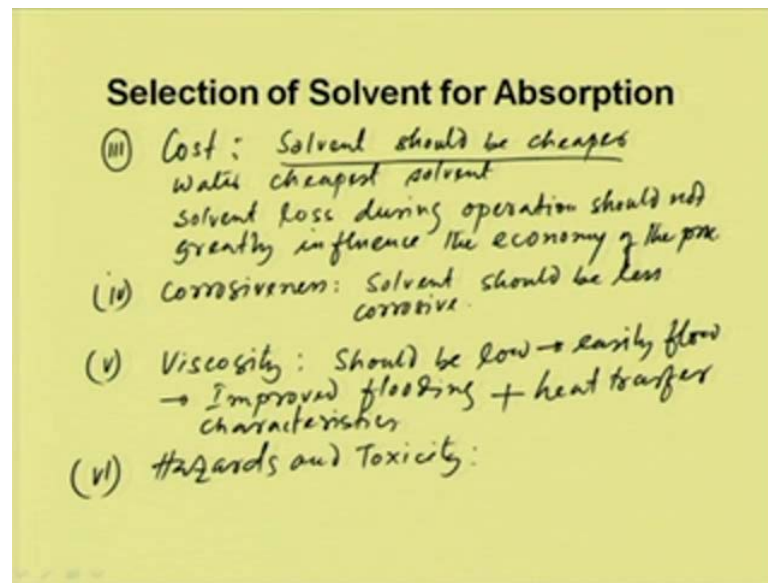 Selection of Solvent for Absorption
(iii) Cost: Solvent should be cheaper
water cheapest solvent
solvent loss during operation should not
greatly influence the economy of the
(iv) Corrosiveness: Solvent should be less
corrosive.
(v) Viscosity: Should be low → easily flow
→ Improved flooding + heat trasfer
characteristics
(vi) Hazards and Toxicity: